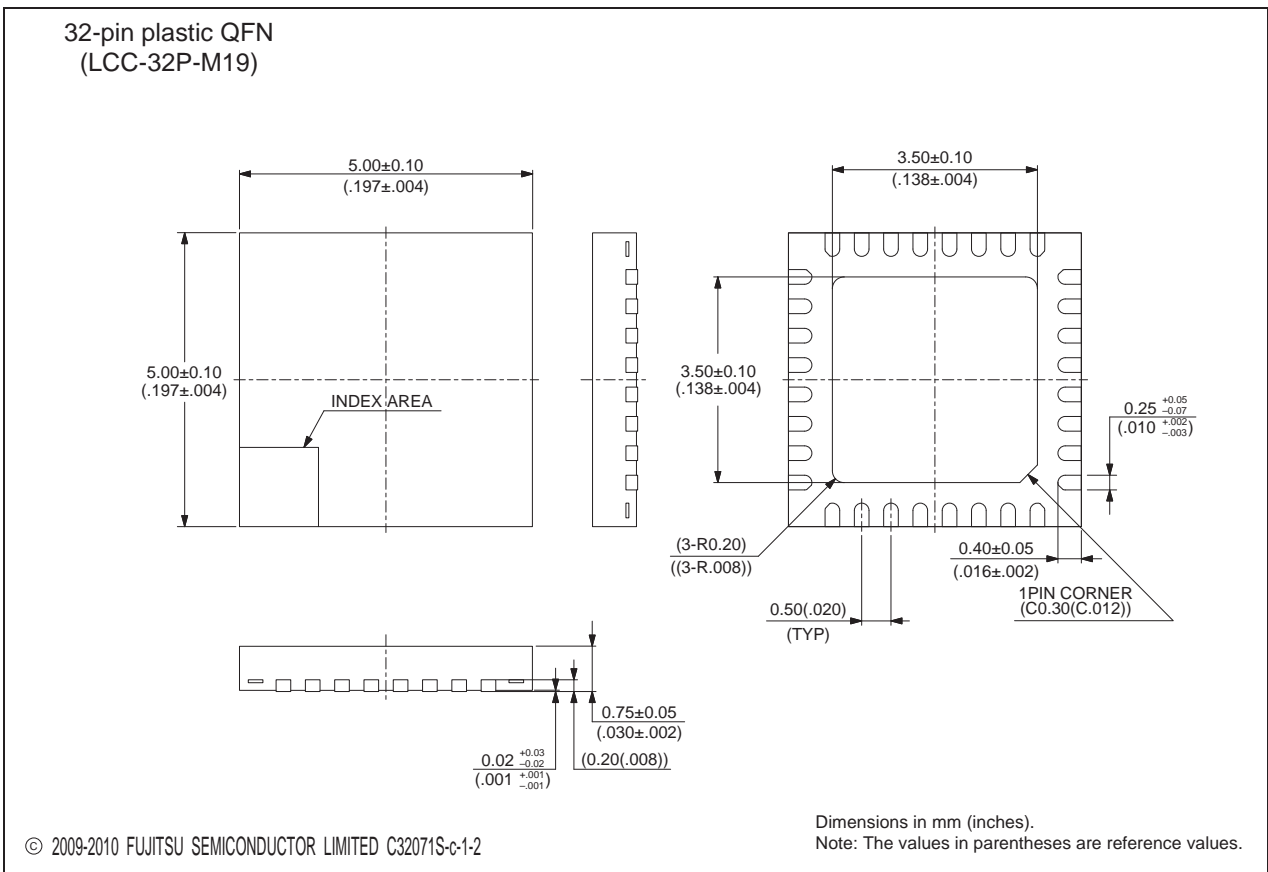 32-pin plastic QFN
(LCC-32P-M19)
5.00±0.10
(.197±.004)
3.50±0.10
(.138±.004)
5.00±0.10
(.197±.004)
INDEX AREA
3.50±0.10
(.138±.004)
0.25 +0.05 –0.07
(.010 +.002 –.003)
(3-R0.20)
((3-R.008))
0.40±0.05
(.016±.002)
1PIN CORNER
(C0.30(C.012))
0.50(.020)
(TYP)
0.75±0.05
(.030±.002)
0.02 +0.03 –0.02
(.001 +.001 –.001)
(0.20(.008))
Dimensions in mm (inches).
Note: The values in parentheses are reference values.
© 2009-2010 FUJITSU SEMICONDUCTOR LIMITED C32071S-c-1-2